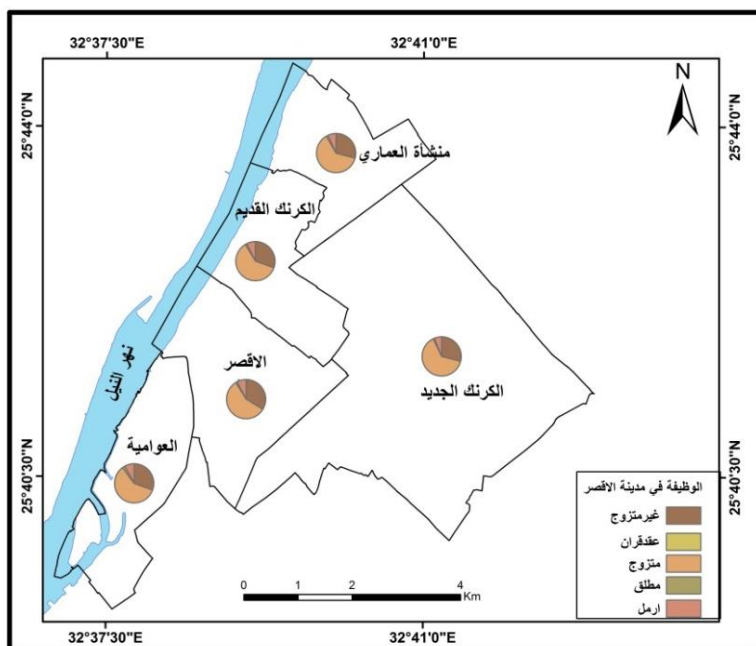 32°37'30"E
32°41'0"E
N
25°44'0"N
25°44'0"N
منشأة العماري
الكرنك القديم
نهر النيل
الاقصر
الكرنك الجديد
العوامية
25°40'30"N
25°40'30"N
الوظيفة في مدينة الاقصر
غيرمتزوج
عقدقران
متزوج
مطلق
ارمل
0 1 2 4
Km
32°37'30"E
32°41'0"E